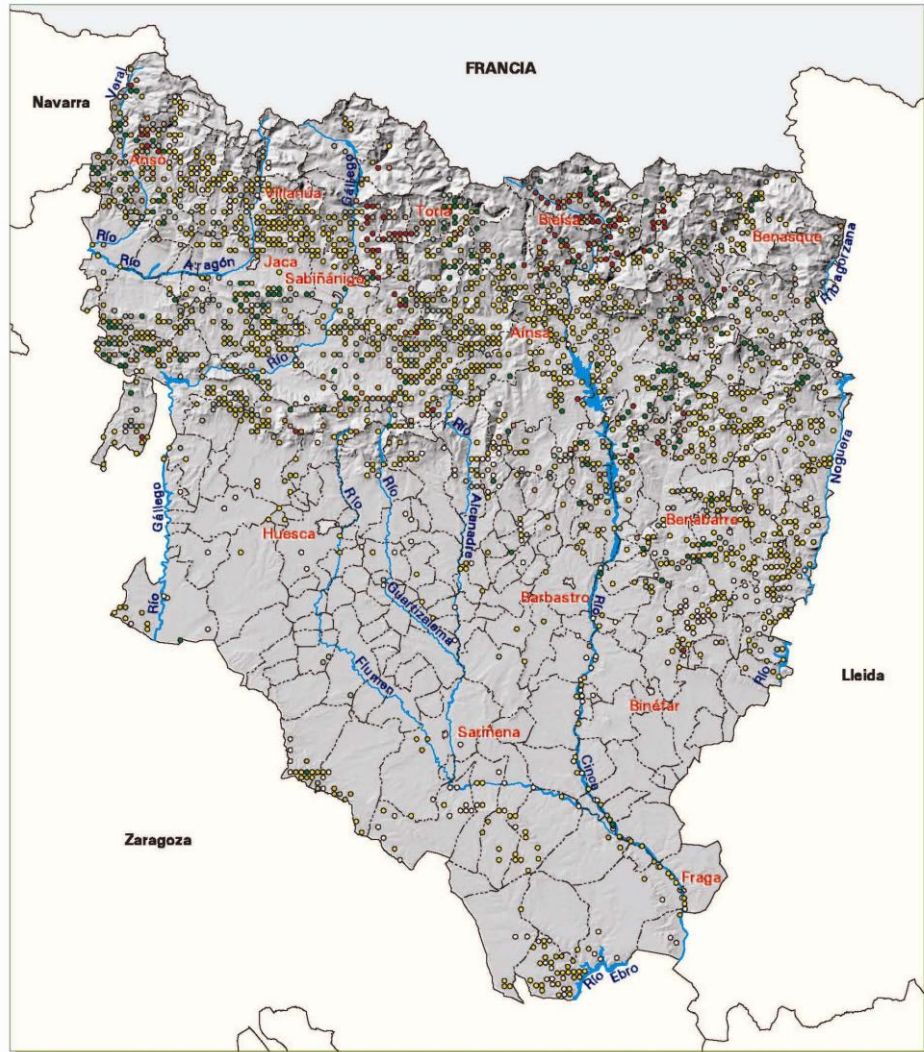 FRANCIA
Navarra
Veral
Ansó
Gállego
Villanúa
Torla
Bielsa
Benasque
Río
Río
Aragón
Jaca
Sabiñánigo
Ribagorzana
Aínsa
Río
Río
Noguera
Gállego
Río
Río
Alcanadre
Huesca
Benabarre
Barbastro
Río
Guatizalema
Río
Flumen
Río
Lleida
Binéfar
Sariñena
Cinca
Zaragoza
Fraga
Río Ebro